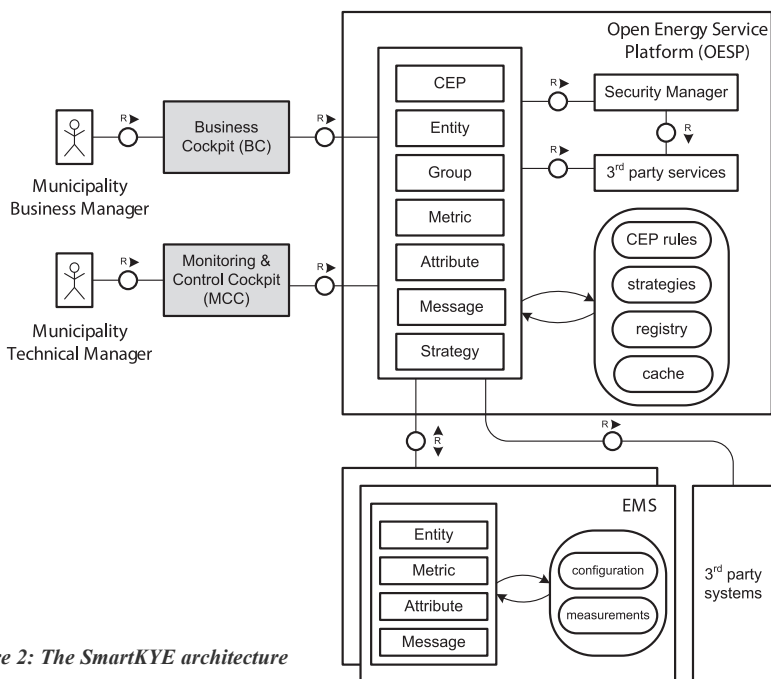 Open Energy Service
Platform (OESP)
CEP
Entity
Group
Metric
Attribute
Message
Strategy
R
Security Manager
R
R
3rd party services
CEP rules
strategies
registry
cache
R
Business
Cockpit (BC)
R
Municipality
Business Manager
R
Monitoring &
Control Cockpit
(MCC)
R
Municipality
Technical Manager
R
R
EMS
Entity
Metric
Attribute
Message
configuration
measurements
3rd party
systems
e 2: The SmartKYE architecture